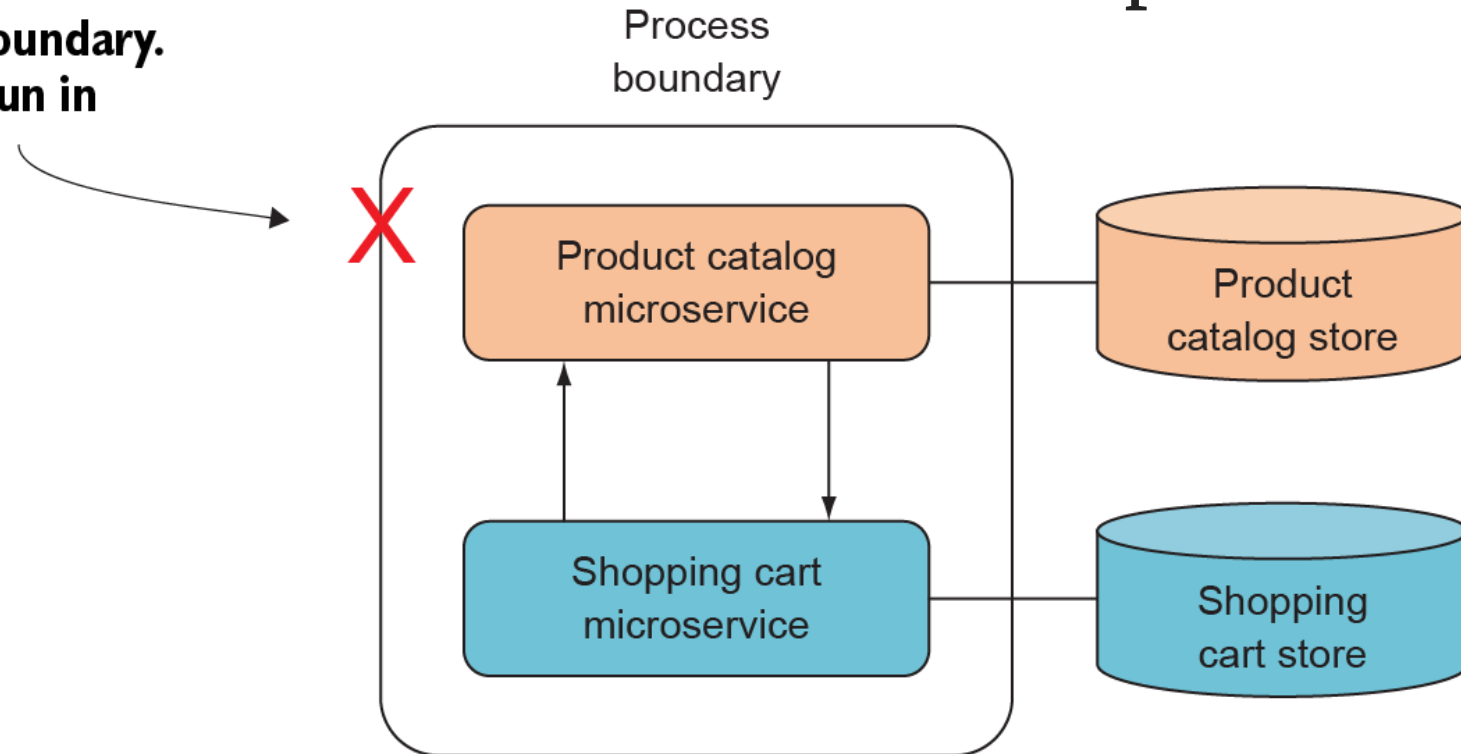 oundary.
un in
Process
boundary
Product catalog
microservice
Product
catalog store
Shopping cart
microservice
Shopping
cart store
X